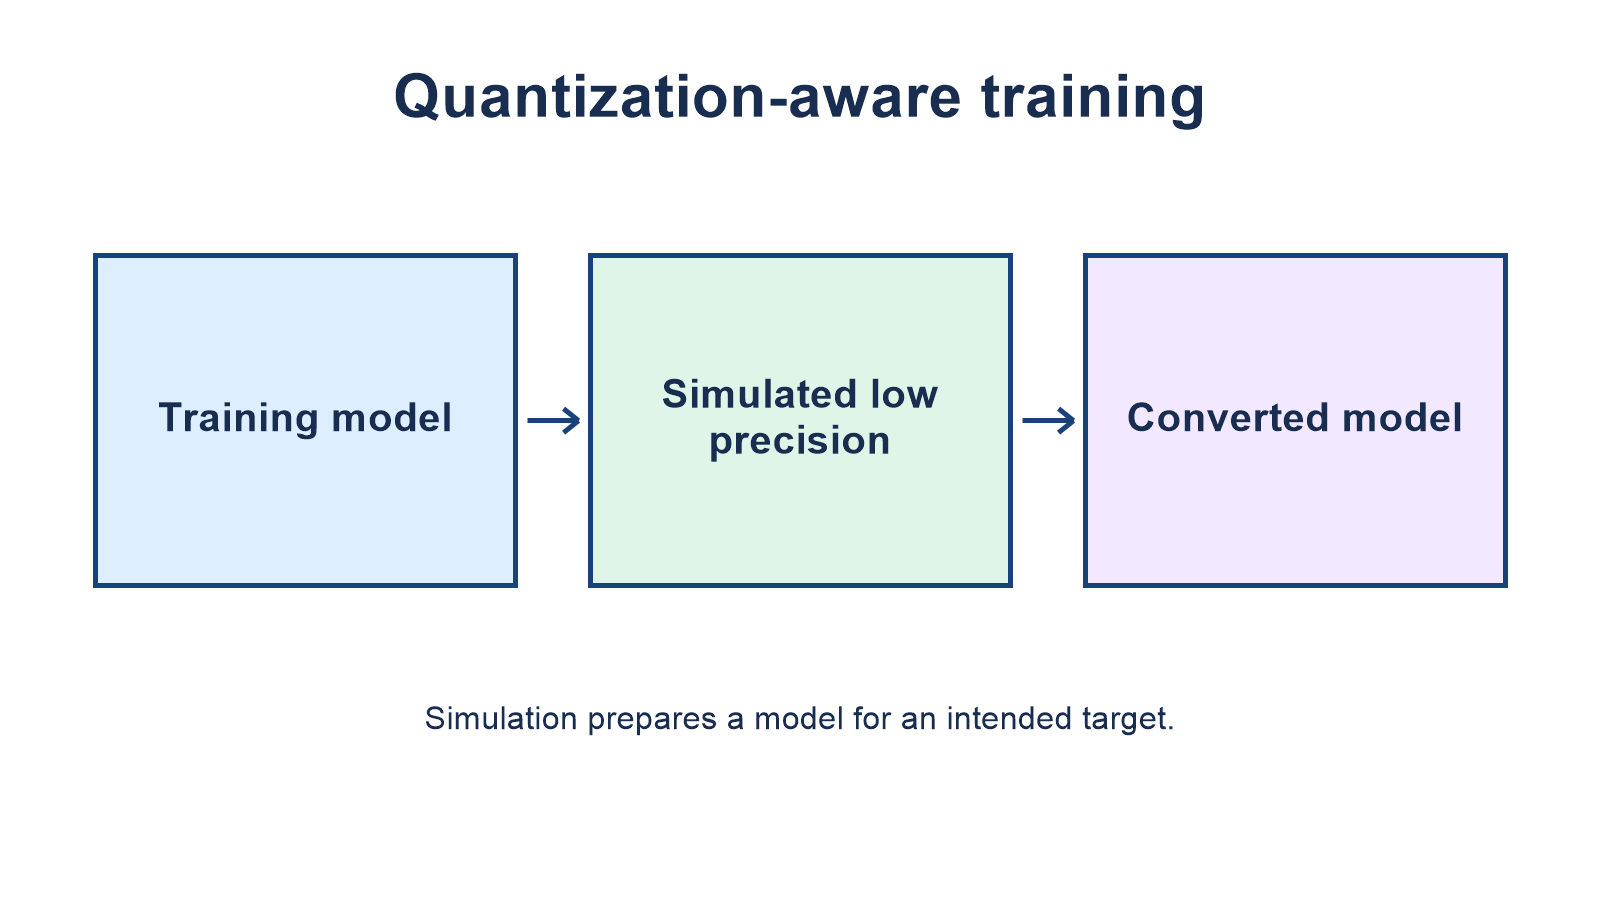 Quantization-aware training
Training model
Simulated low
precision
Converted model
Simulation prepares a model for an intended target.